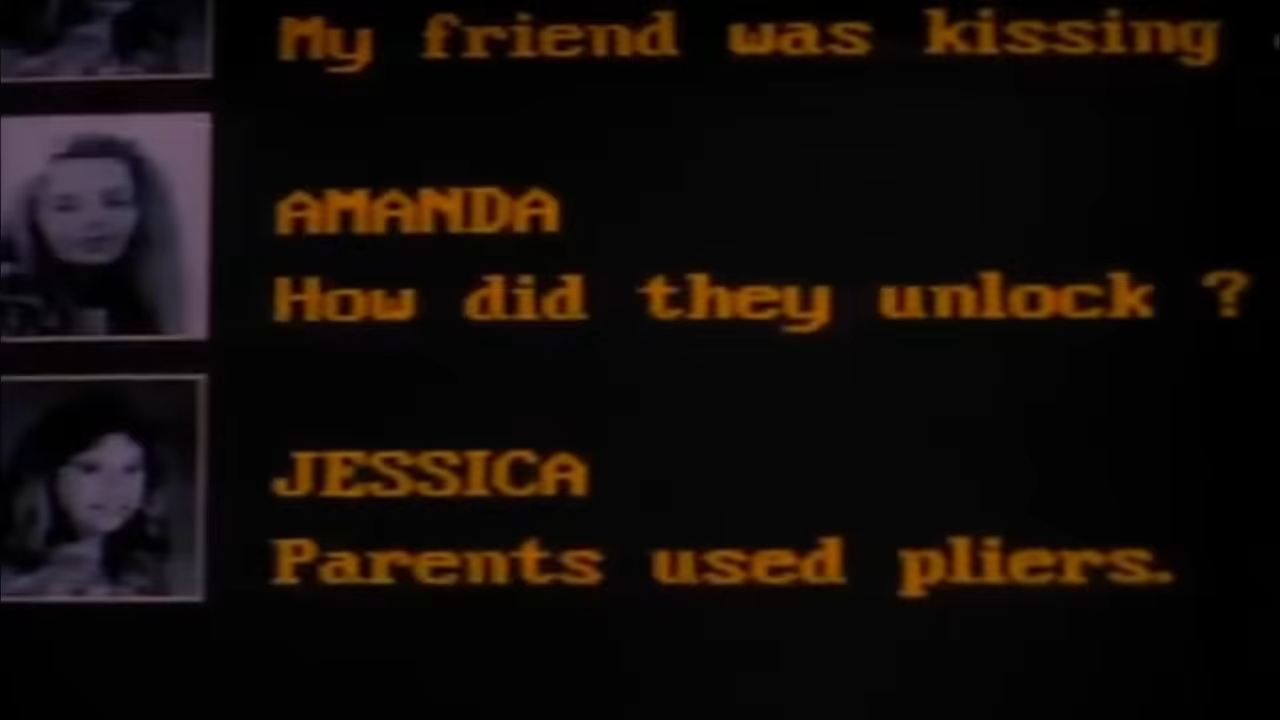 My friend was kissing
AMANDA
How did they unlock ?
JESSICA
Parents used pliers.